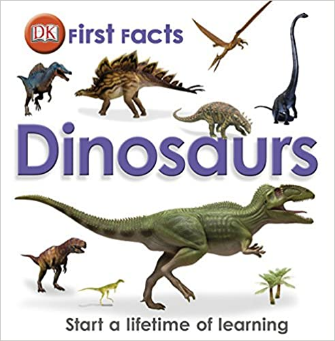 DK First Facts
Dinosaurs
Start a lifetime of learning